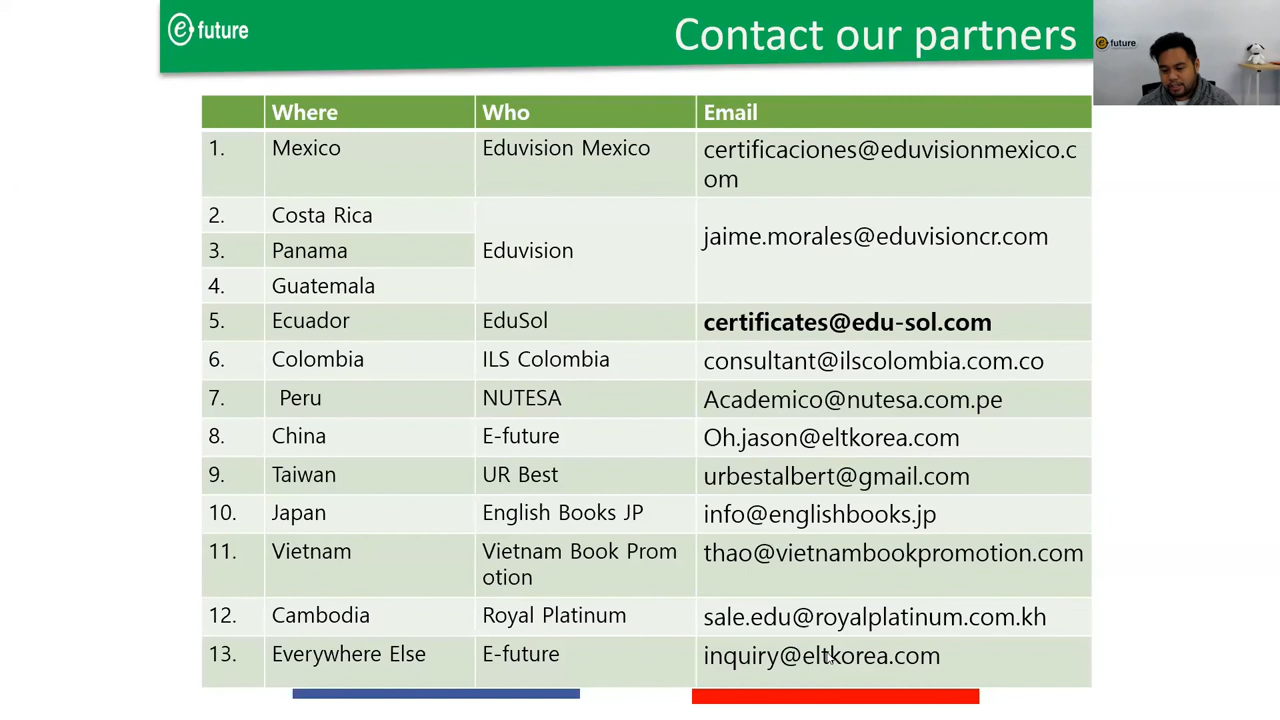 e future
Contact our partners
e future
Where Who Email
1. Mexico Eduvision Mexico certificaciones@eduvisionmexico.c
om
2. Costa Rica
jaime.morales@eduvisioncr.com
3. Panama Eduvision
4. Guatemala
5. Ecuador EduSol certificates@edu-sol.com
6. Colombia ILS Colombia consultant@ilscolombia.com.co
7. Peru NUTESA Academico@nutesa.com.pe
8. China E-future Oh.jason@eltkorea.com
9. Taiwan UR Best urbestalbert@gmail.com
10. Japan English Books JP info@englishbooks.jp
11. Vietnam Vietnam Book Prom thao@vietnambookpromotion.com
otion
12. Cambodia Royal Platinum sale.edu@royalplatinum.com.kh
13. Everywhere Else E-future inquiry@eltkorea.com